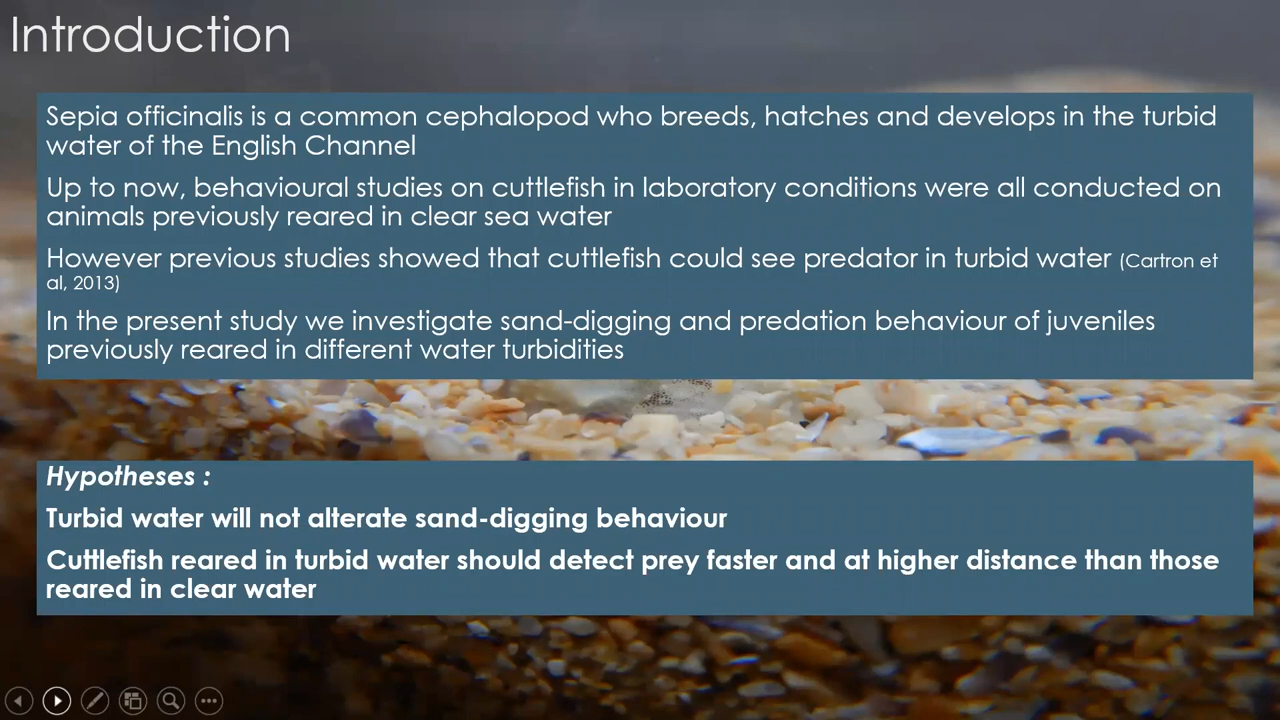 Introduction
Sepia officinalis is a common cephalopod who breeds, hatches and develops in the turbid
water of the English Channel
Up to now, behavioural studies on cuttlefish in laboratory conditions were all conducted on
animals previously reared in clear sea water
However previous studies showed that cuttlefish could see predator in turbid water (Cartron et
al, 2013)
In the present study we investigate sand-digging and predation behaviour of juveniles
previously reared in different water turbidities
Hypotheses :
Turbid water will not alterate sand-digging behaviour
Cuttlefish reared in turbid water should detect prey faster and at higher distance than those
reared in clear water